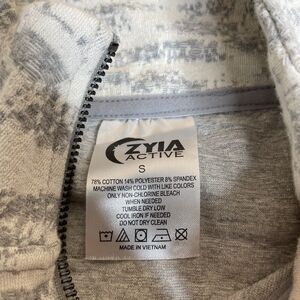 ZYIA
ACTIVE
S
78% COTTON 14% POLYESTER 8% SPANDEX
MACHINE WASH COLD WITH LIKE COLORS
ONLY NON-CHLORINE BLEACH
WHEN NEEDED
TUMBLE DRY LOW
COOL IRON IF NEEDED
DO NOT DRY CLEAN
MADE IN VIETNAM